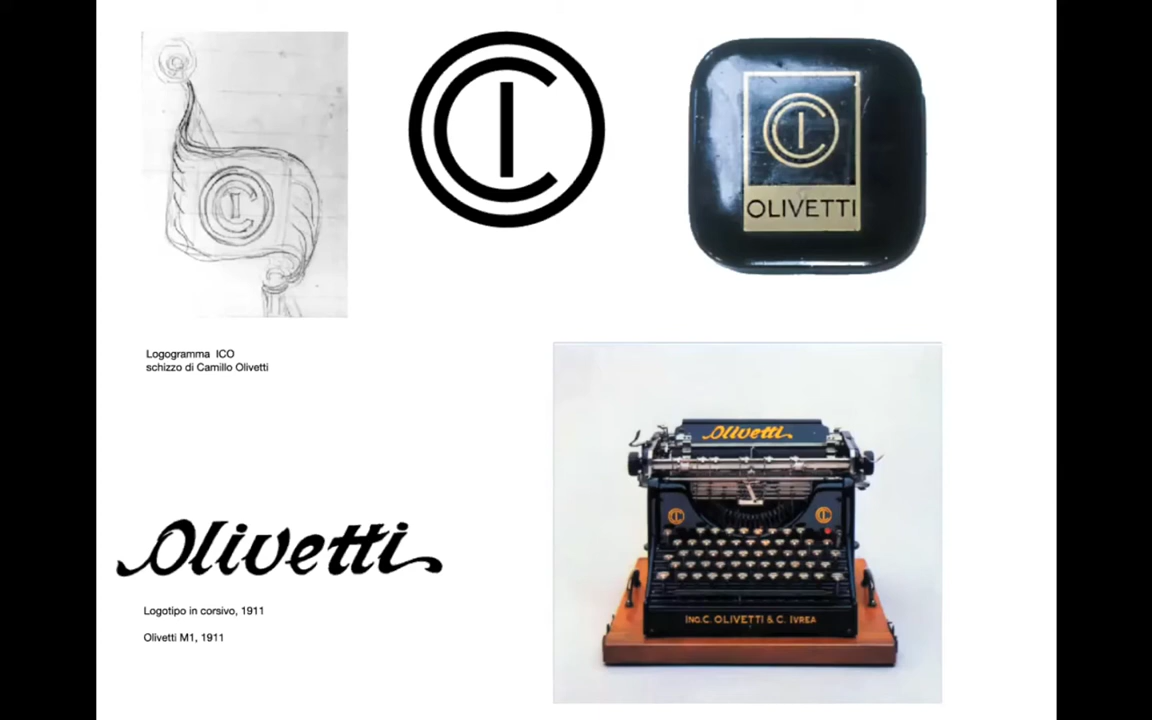 OLIVETTI
Logogramma ICO
schizzo di Camillo Olivetti
Olivetti
Olivetti
ING. C. OLIVETTI & C. IVREA
Logotipo in corsivo, 1911
Olivetti M1, 1911